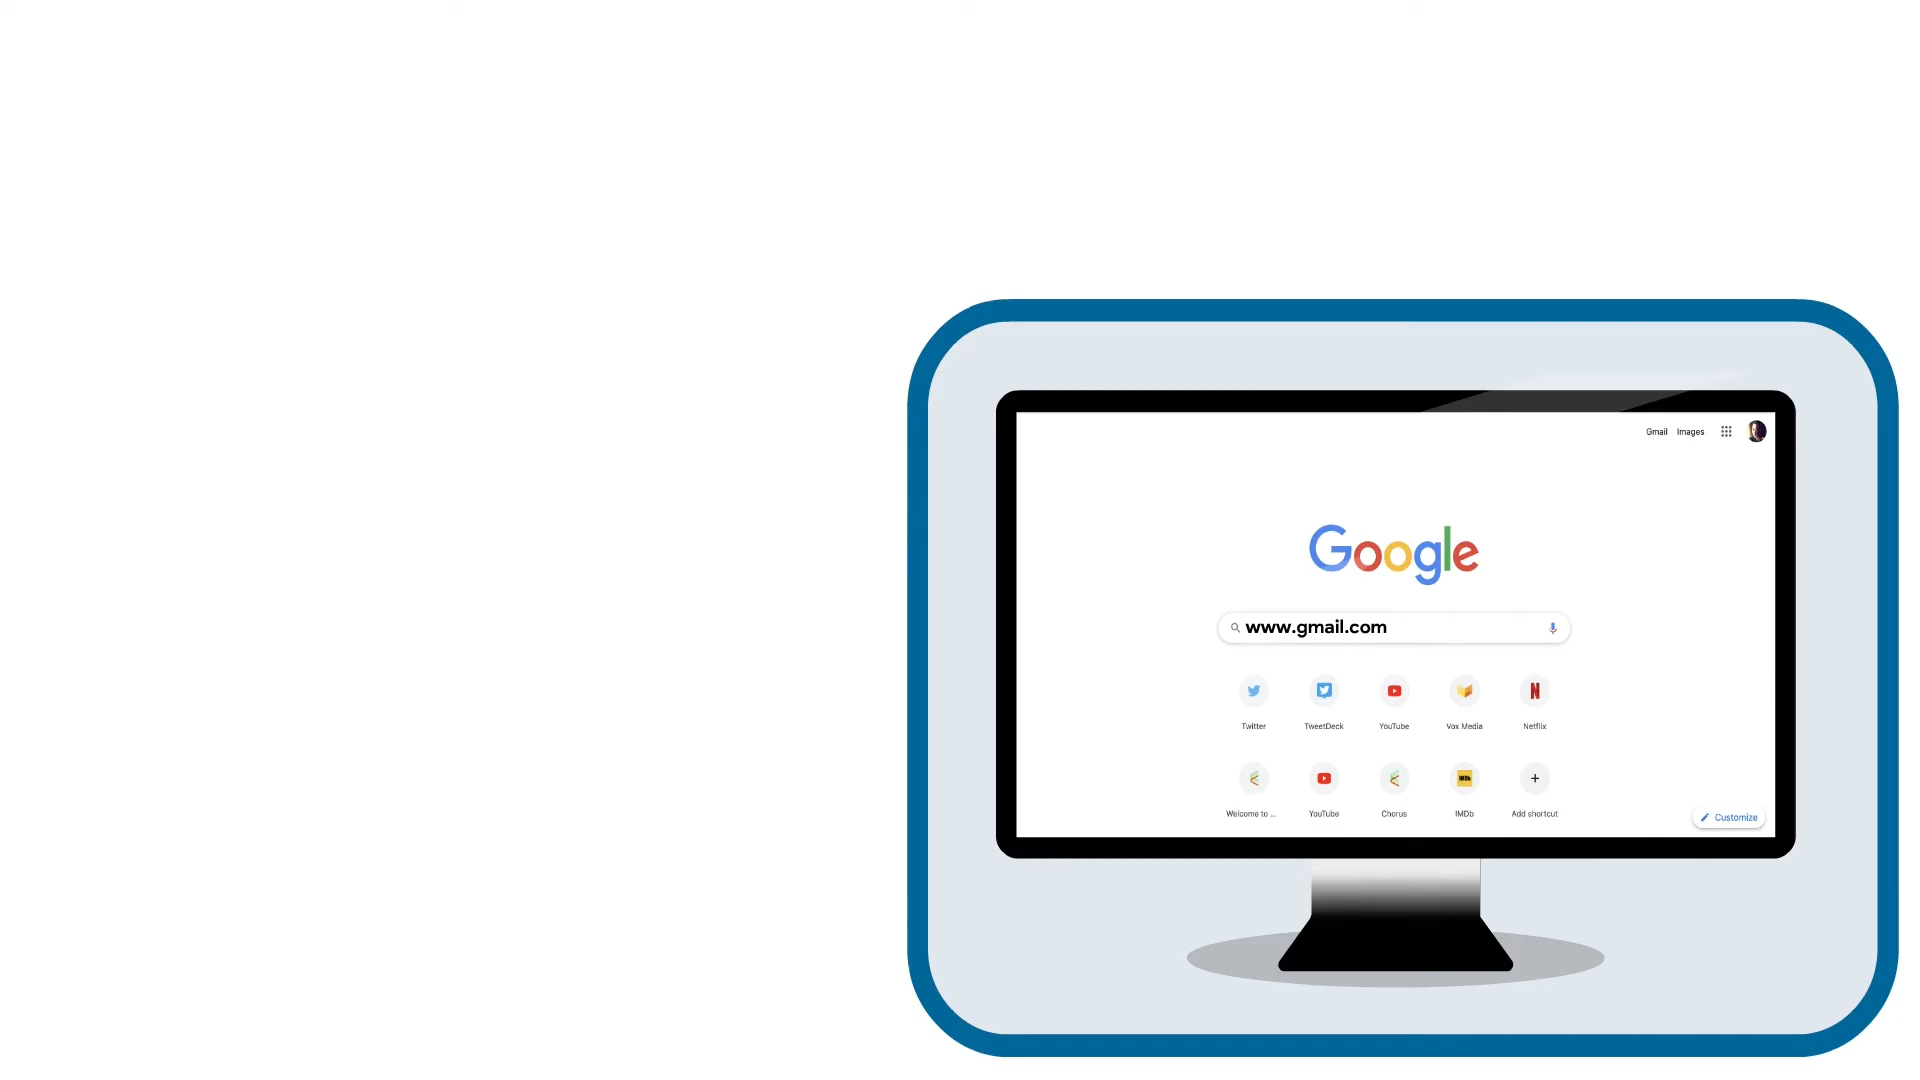 Gmail Images
Google
www.gmail.com
Twitter TweetDeck YouTube Vox Media Netflix
Welcome to ... YouTube Chorus IMDb Add shortcut
Customize